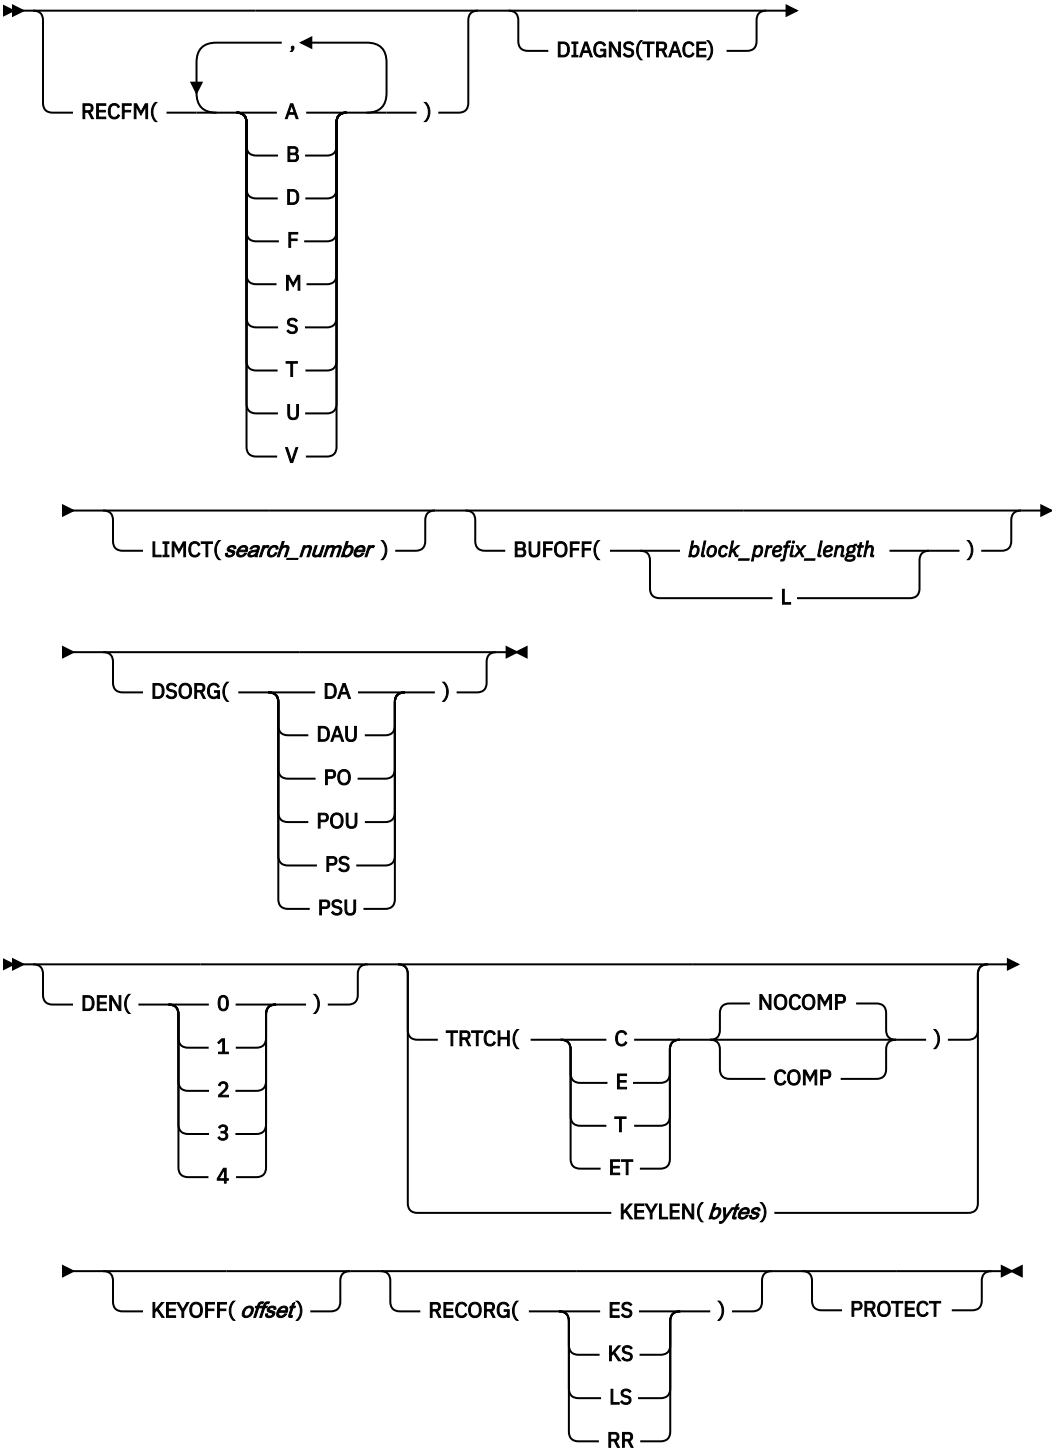 ,
DIAGNS(TRACE)
RECFM( A )
B
D
F
M
S
T
U
V
LIMCT( search_number ) BUFOFF( block_prefix_length )
L
DSORG( DA )
DAU
PO
POU
PS
PSU
DEN( 0 )
1
2
3
4
NOCOMP
TRTCH( C )
COMP
E
T
ET
KEYLEN( bytes)
KEYOFF( offset) RECORG( ES ) PROTECT
KS
LS
RR